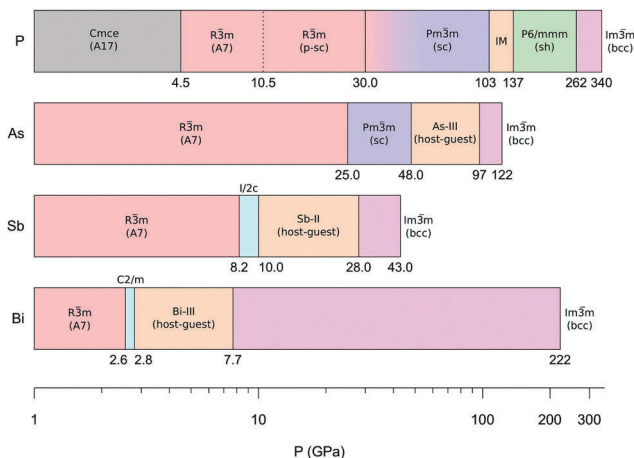 P
Cmce
(A17)
R3̅m
(A7)
R3̅m
(p-sc)
Pm3̅m
(sc)
IM
P6/mmm
(sh)
Im3̅m
(bcc)
4.5 10.5 30.0 103 137 262 340
As
R3̅m
(A7)
Pm3̅m
(sc)
As-III
(host-guest)
Im3̅m
(bcc)
25.0 48.0 97 122
I/2c
Sb
R3̅m
(A7)
Sb-II
(host-guest)
Im3̅m
(bcc)
8.2 10.0 28.0 43.0
C2/m
Bi
R3̅m
(A7)
Bi-III
(host-guest)
Im3̅m
(bcc)
2.6 2.8 7.7 222
1 10 100 200 300
P (GPa)